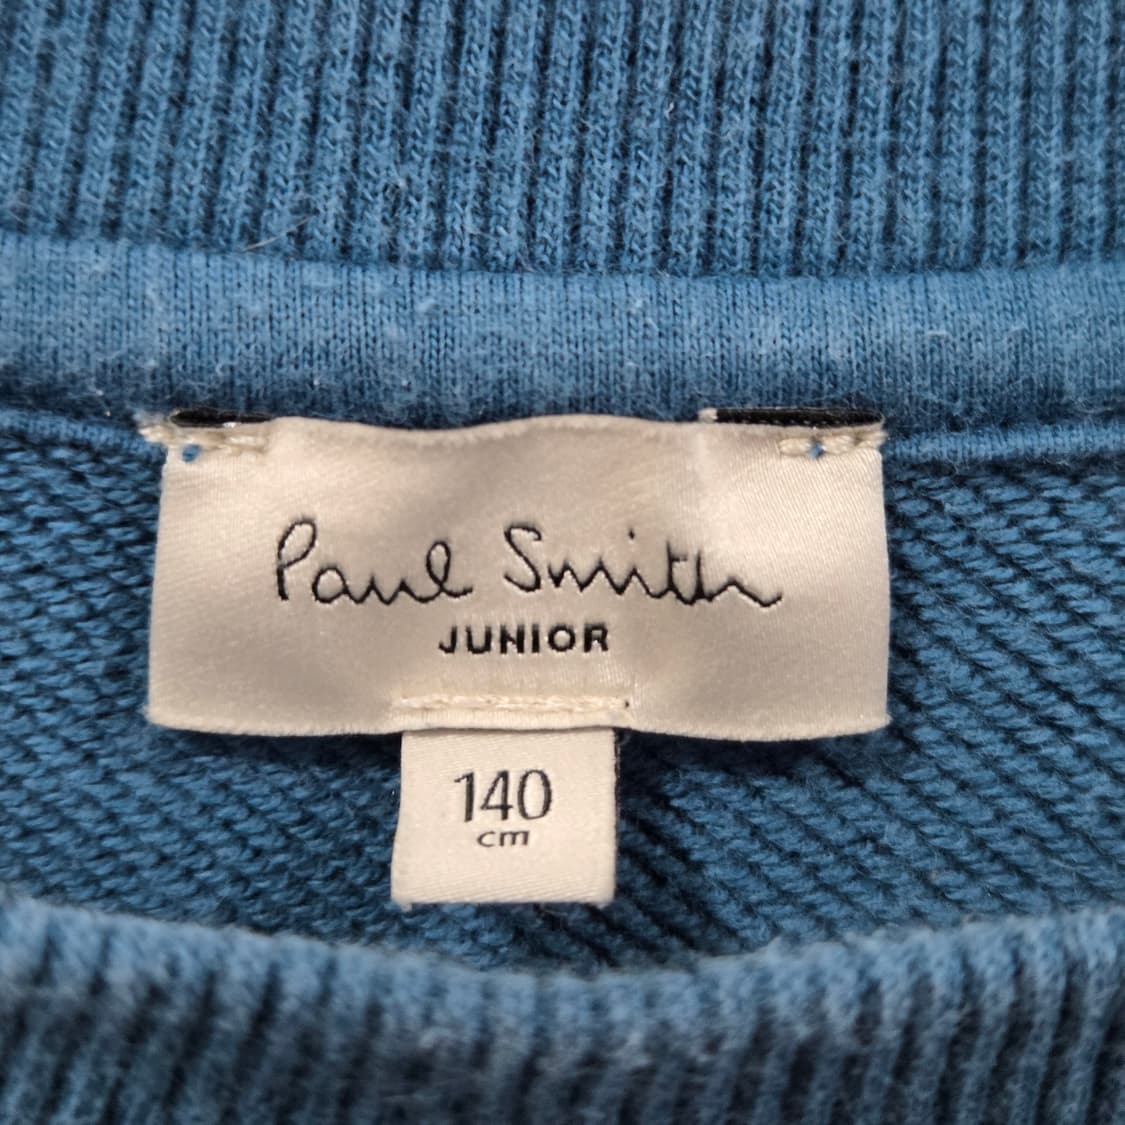 Paul Smith
JUNIOR
140
cm